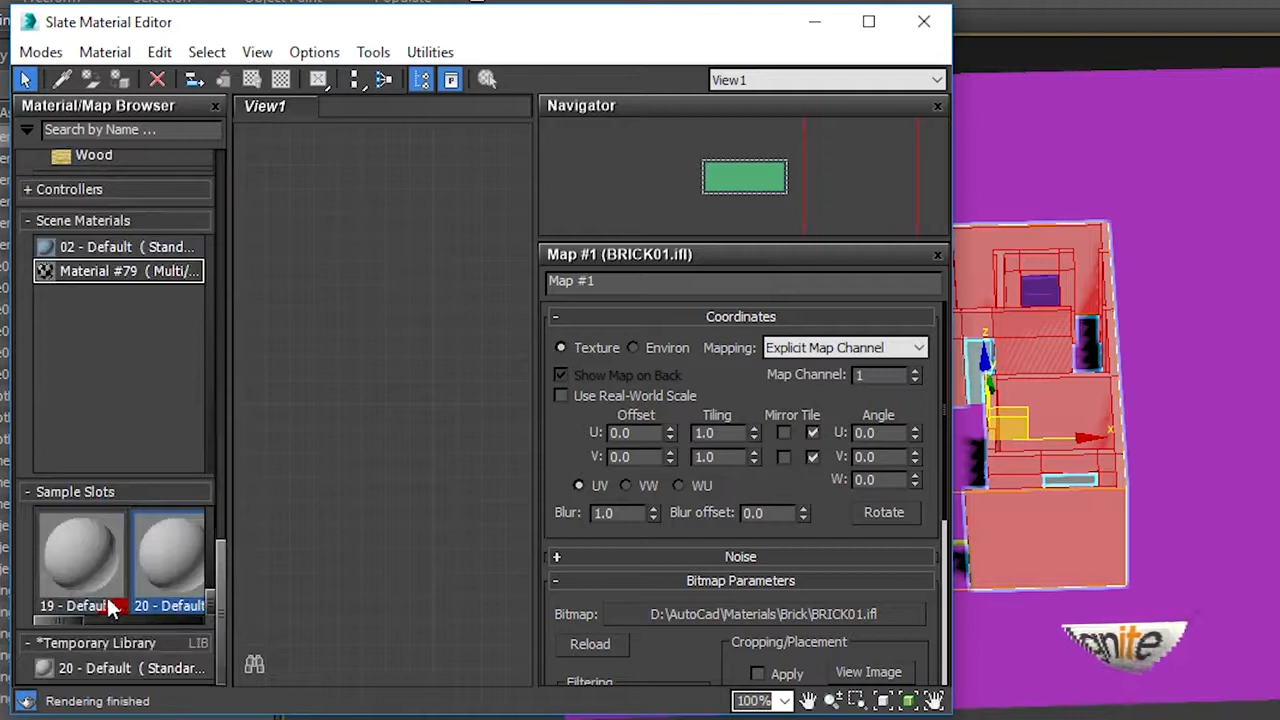 Slate Material Editor
Modes Material Edit Select View Options Tools Utilities
View1
Material/Map Browser
View1
Navigator
Search by Name ...
Wood
+ Controllers
- Scene Materials
02 - Default ( Stand...
Material #79 ( Multi/...
Map #1 (BRICK01.ifl)
Map #1
- Coordinates
Texture Environ Mapping: Explicit Map Channel
Show Map on Back Map Channel: 1
Use Real-World Scale
Offset Tiling Mirror Tile Angle
U: 0.0 1.0 U: 0.0
V: 0.0 1.0 V: 0.0
W: 0.0
UV VW WU
Blur: 1.0 Blur offset: 0.0 Rotate
+ Noise
- Bitmap Parameters
Bitmap: D:\AutoCad\Materials\Brick\BRICK01.ifl
Reload
Cropping/Placement
Apply View Image
- Sample Slots
19 - Default 20 - Default
- *Temporary Library LIB
20 - Default ( Standar...
Rendering finished
100%
z
x